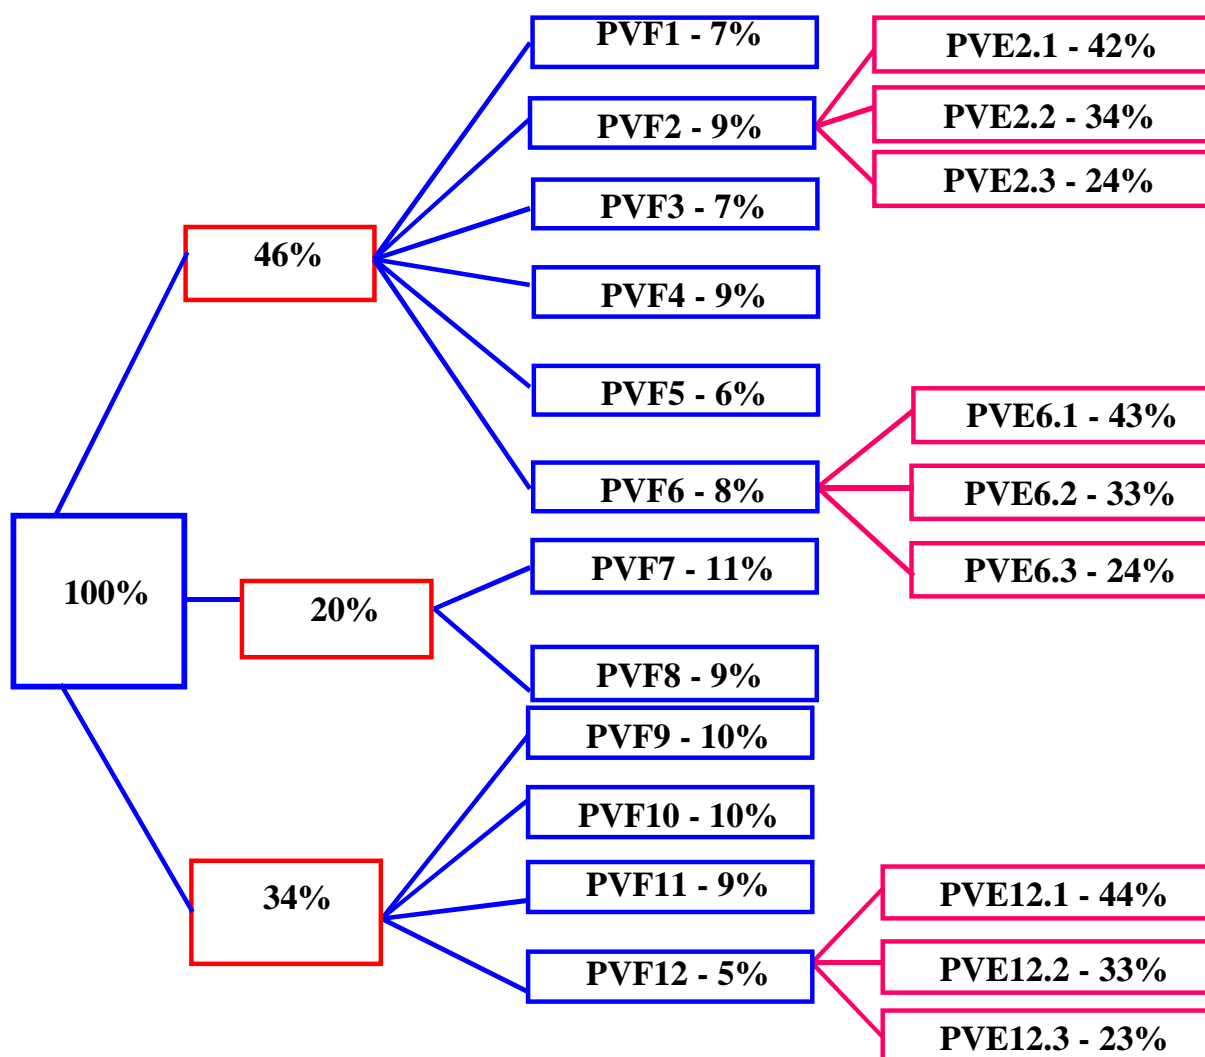 100%
46%
20%
34%
PVF1 - 7%
PVF2 - 9%
PVF3 - 7%
PVF4 - 9%
PVF5 - 6%
PVF6 - 8%
PVF7 - 11%
PVF8 - 9%
PVF9 - 10%
PVF10 - 10%
PVF11 - 9%
PVF12 - 5%
PVE2.1 - 42%
PVE2.2 - 34%
PVE2.3 - 24%
PVE6.1 - 43%
PVE6.2 - 33%
PVE6.3 - 24%
PVE12.1 - 44%
PVE12.2 - 33%
PVE12.3 - 23%